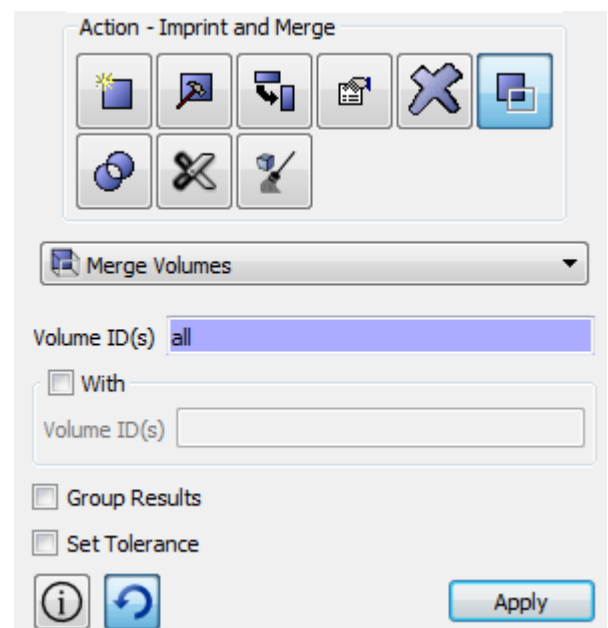 Action - Imprint and Merge
Merge Volumes
Volume ID(s) all
With
Volume ID(s)
Group Results
Set Tolerance
Apply